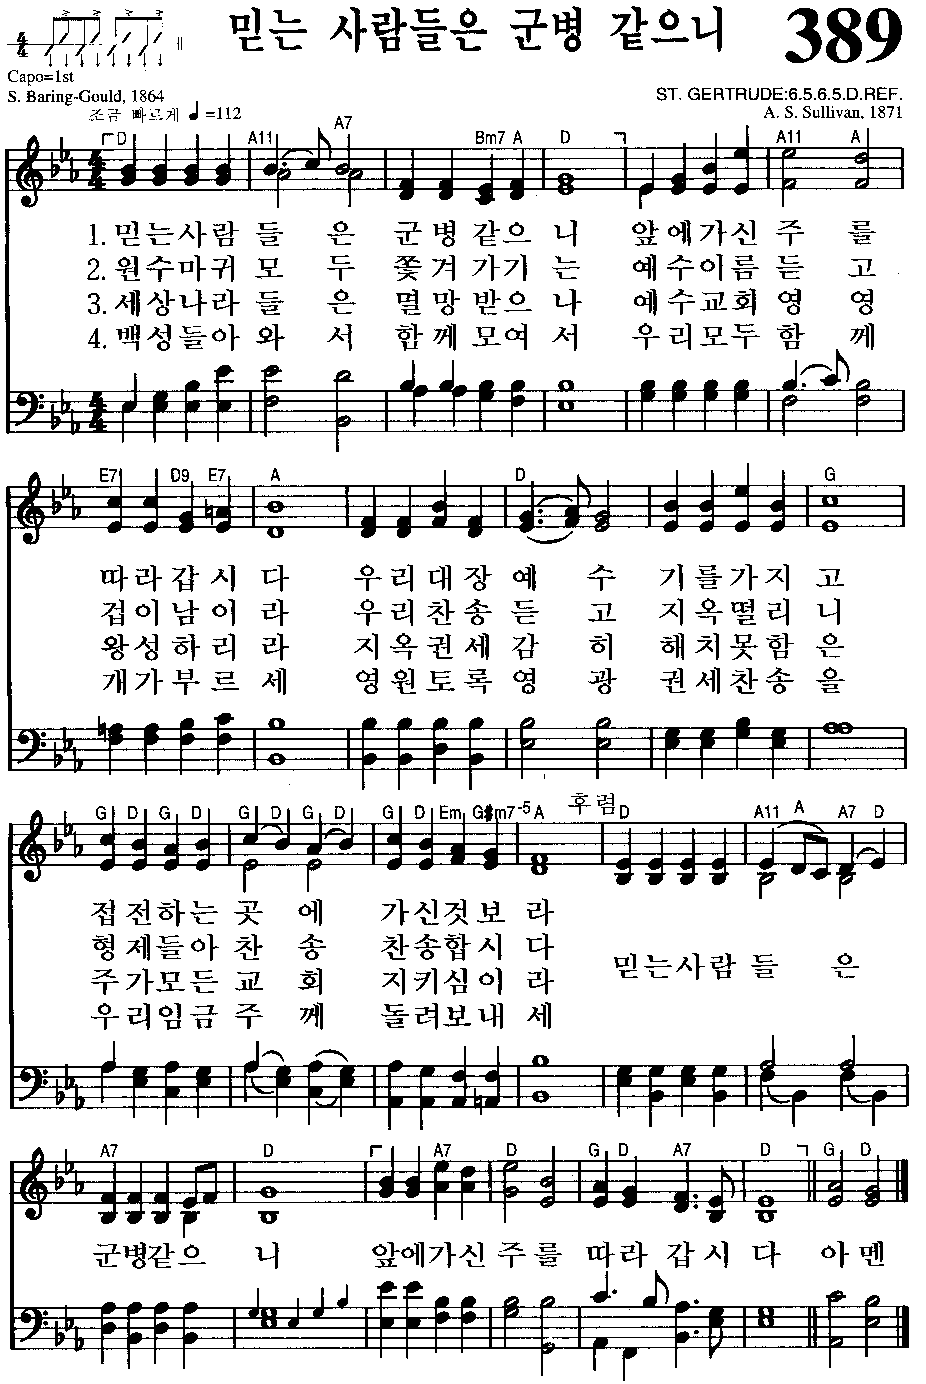 믿는 사람들은 군병 같으니 389
Capo=1st
S. Baring-Gould, 1864 ST. GERTRUDE:6.5.6.5.D.REF.
조금 빠르게 ♩=112 A. S. Sullivan, 1871
4/4
D A11 A7 Bm7 A D A11 A
1. 믿는사람 들 은 군병같으 니 앞에가신 주 를
2. 원수마귀 모 두 쫓겨가기 는 예수이름 듣 고
3. 세상나라 들 은 멸망받으 나 예수교회 영 영
4. 백성들아 와 서 함께모여 서 우리모두 함 께
E7 D9 E7 A D G
따라갑시 다 우리대장 예 수 기를가지 고
겁이남이 라 우리찬송 듣 고 지옥떨리 니
왕성하리 라 지옥권세 감 히 해치못함 은
개가부르 세 영원토록 영 광 권세찬송 을
후렴
G D G D G D G D G D Em G#m7-5 A D A11 A A7 D
접전하는 곳 에 가신것보 라
형제들아 찬 송 찬송합시 다
믿는사람 들 은
주가모든 교 회 지키심이 라
우리임금 주 께 돌려보내 세
A7 D A7 D G D A7 D G D
군병같으 니 앞에가신 주를 따라 갑시 다 아멘